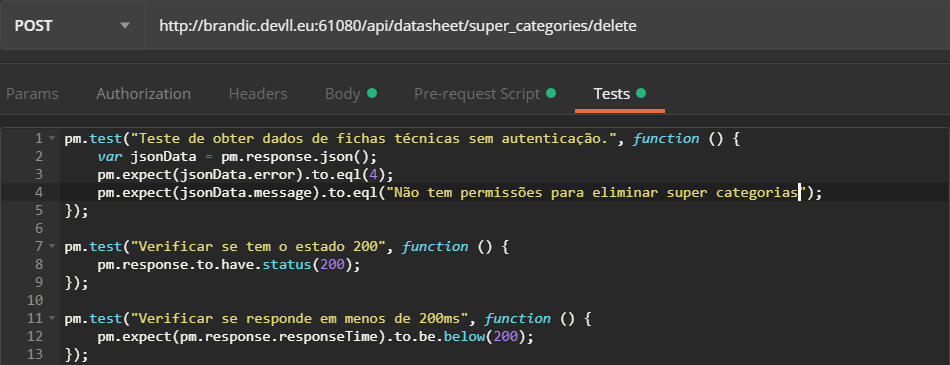 POST http://brandic.devll.eu:61080/api/datasheet/super_categories/delete
Params Authorization Headers Body Pre-request Script Tests
1 pm.test("Teste de obter dados de fichas técnicas sem autenticação.", function () {
2 var jsonData = pm.response.json();
3 pm.expect(jsonData.error).to.eql(4);
4 pm.expect(jsonData.message).to.eql("Não tem permissões para eliminar super categorias");
5 });
6
7 pm.test("Verificar se tem o estado 200", function () {
8 pm.response.to.have.status(200);
9 });
10
11 pm.test("Verificar se responde em menos de 200ms", function () {
12 pm.expect(pm.response.responseTime).to.be.below(200);
13 });